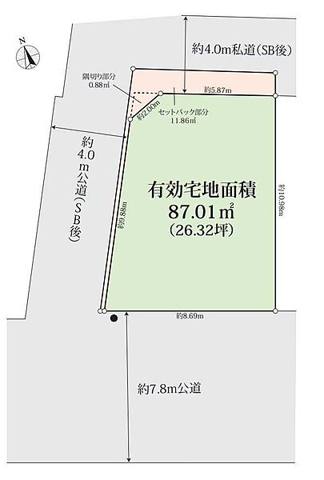 N
約4.0m私道(SB後)
隅切り部分
0.88㎡
約5.87m
約2.00m
セットバック部分
11.86㎡
約4.0m公道(SB後)
有効宅地面積
87.01㎡
(26.32坪)
約9.88m
約10.98m
約8.69m
約7.8m公道